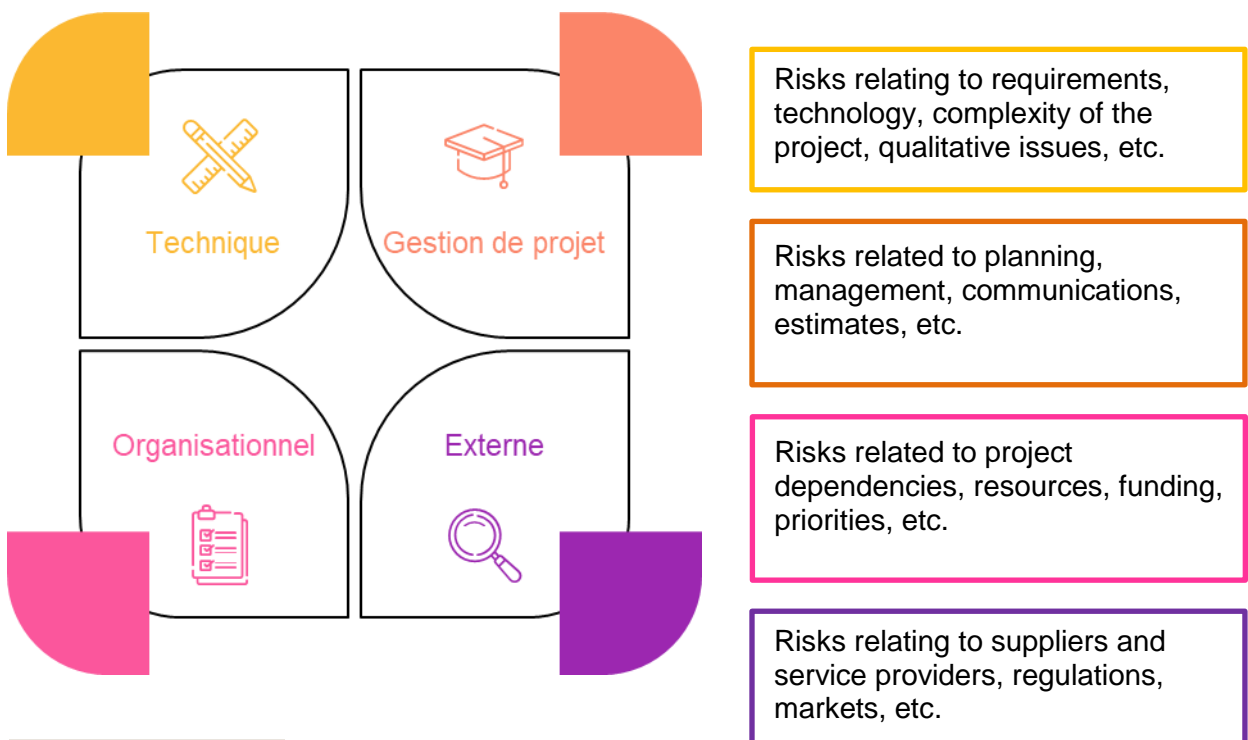 Technique
Gestion de projet
Organisationnel
Externe
Risks relating to requirements,
technology, complexity of the
project, qualitative issues, etc.
Risks related to planning,
management, communications,
estimates, etc.
Risks related to project
dependencies, resources, funding,
priorities, etc.
Risks relating to suppliers and
service providers, regulations,
markets, etc.